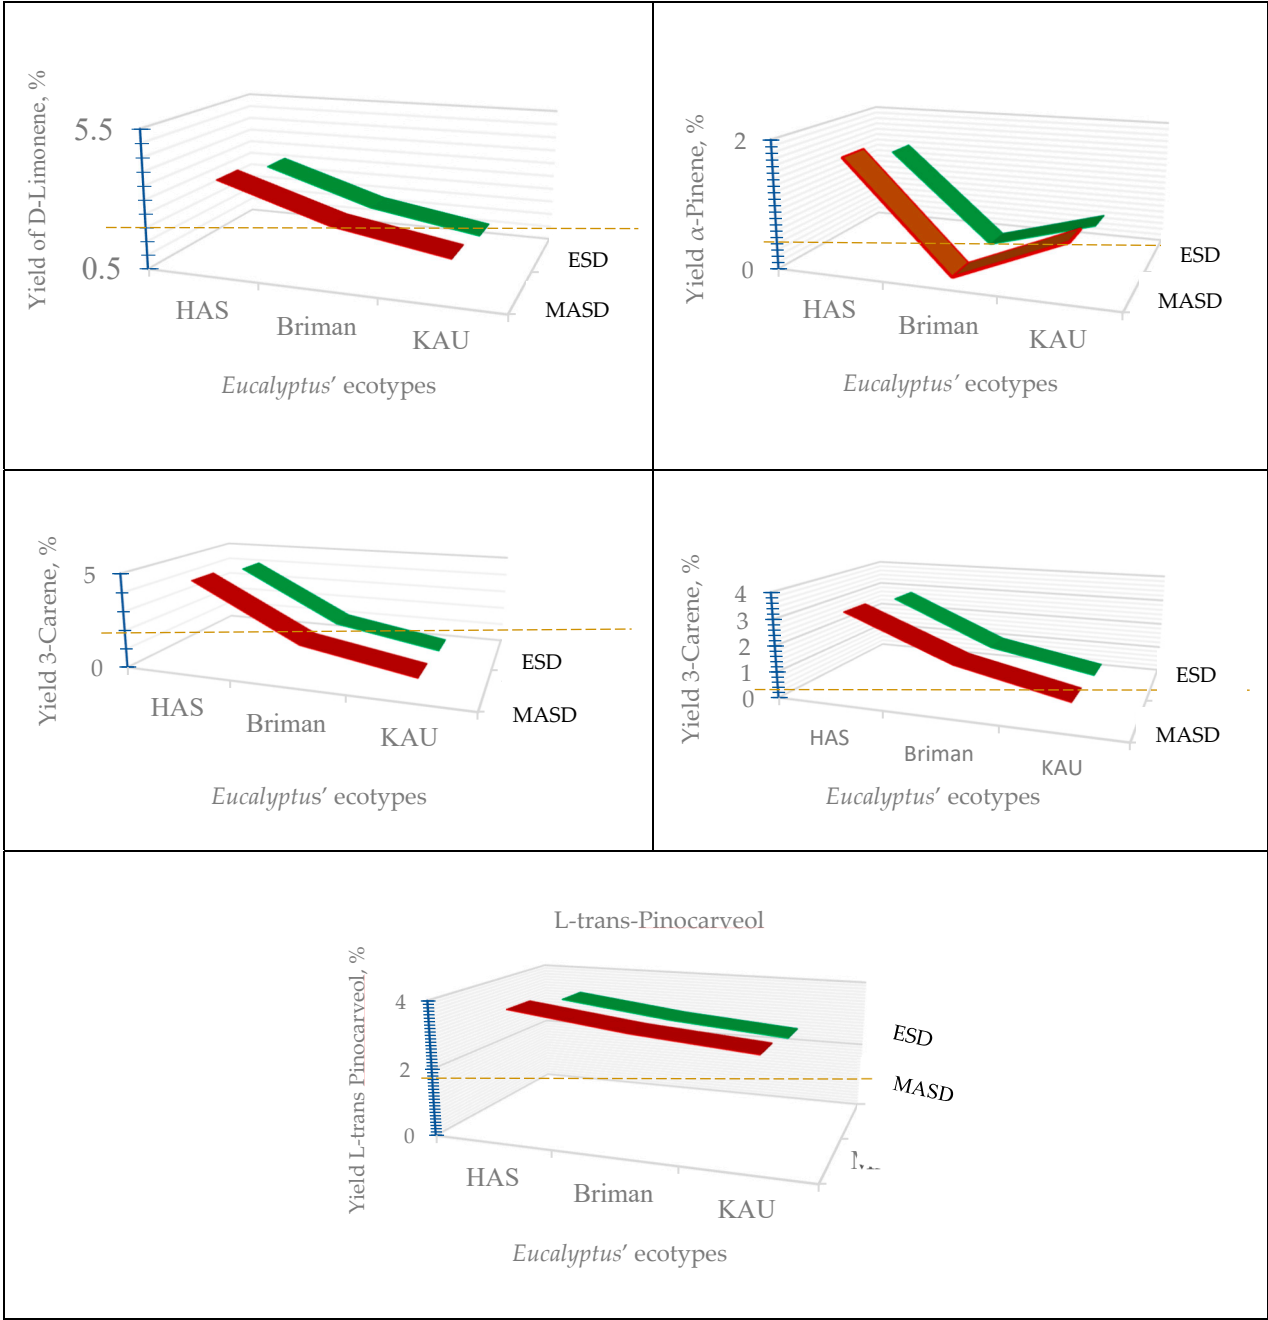 Yield of D-Limonene, %
5.5
0.5
HAS
Briman
KAU
ESD
MASD
Eucalyptus' ecotypes
Yield α-Pinene, %
2
0
HAS
Briman
KAU
ESD
MASD
Eucalyptus' ecotypes
Yield 3-Carene, %
5
0
HAS
Briman
KAU
ESD
MASD
Eucalyptus' ecotypes
Yield 3-Carene, %
4
3
2
1
0
HAS
Briman
KAU
ESD
MASD
Eucalyptus' ecotypes
L-trans-Pinocarveol
Yield L-trans Pinocarveol, %
4
2
0
HAS
Briman
KAU
ESD
MASD
Eucalyptus' ecotypes